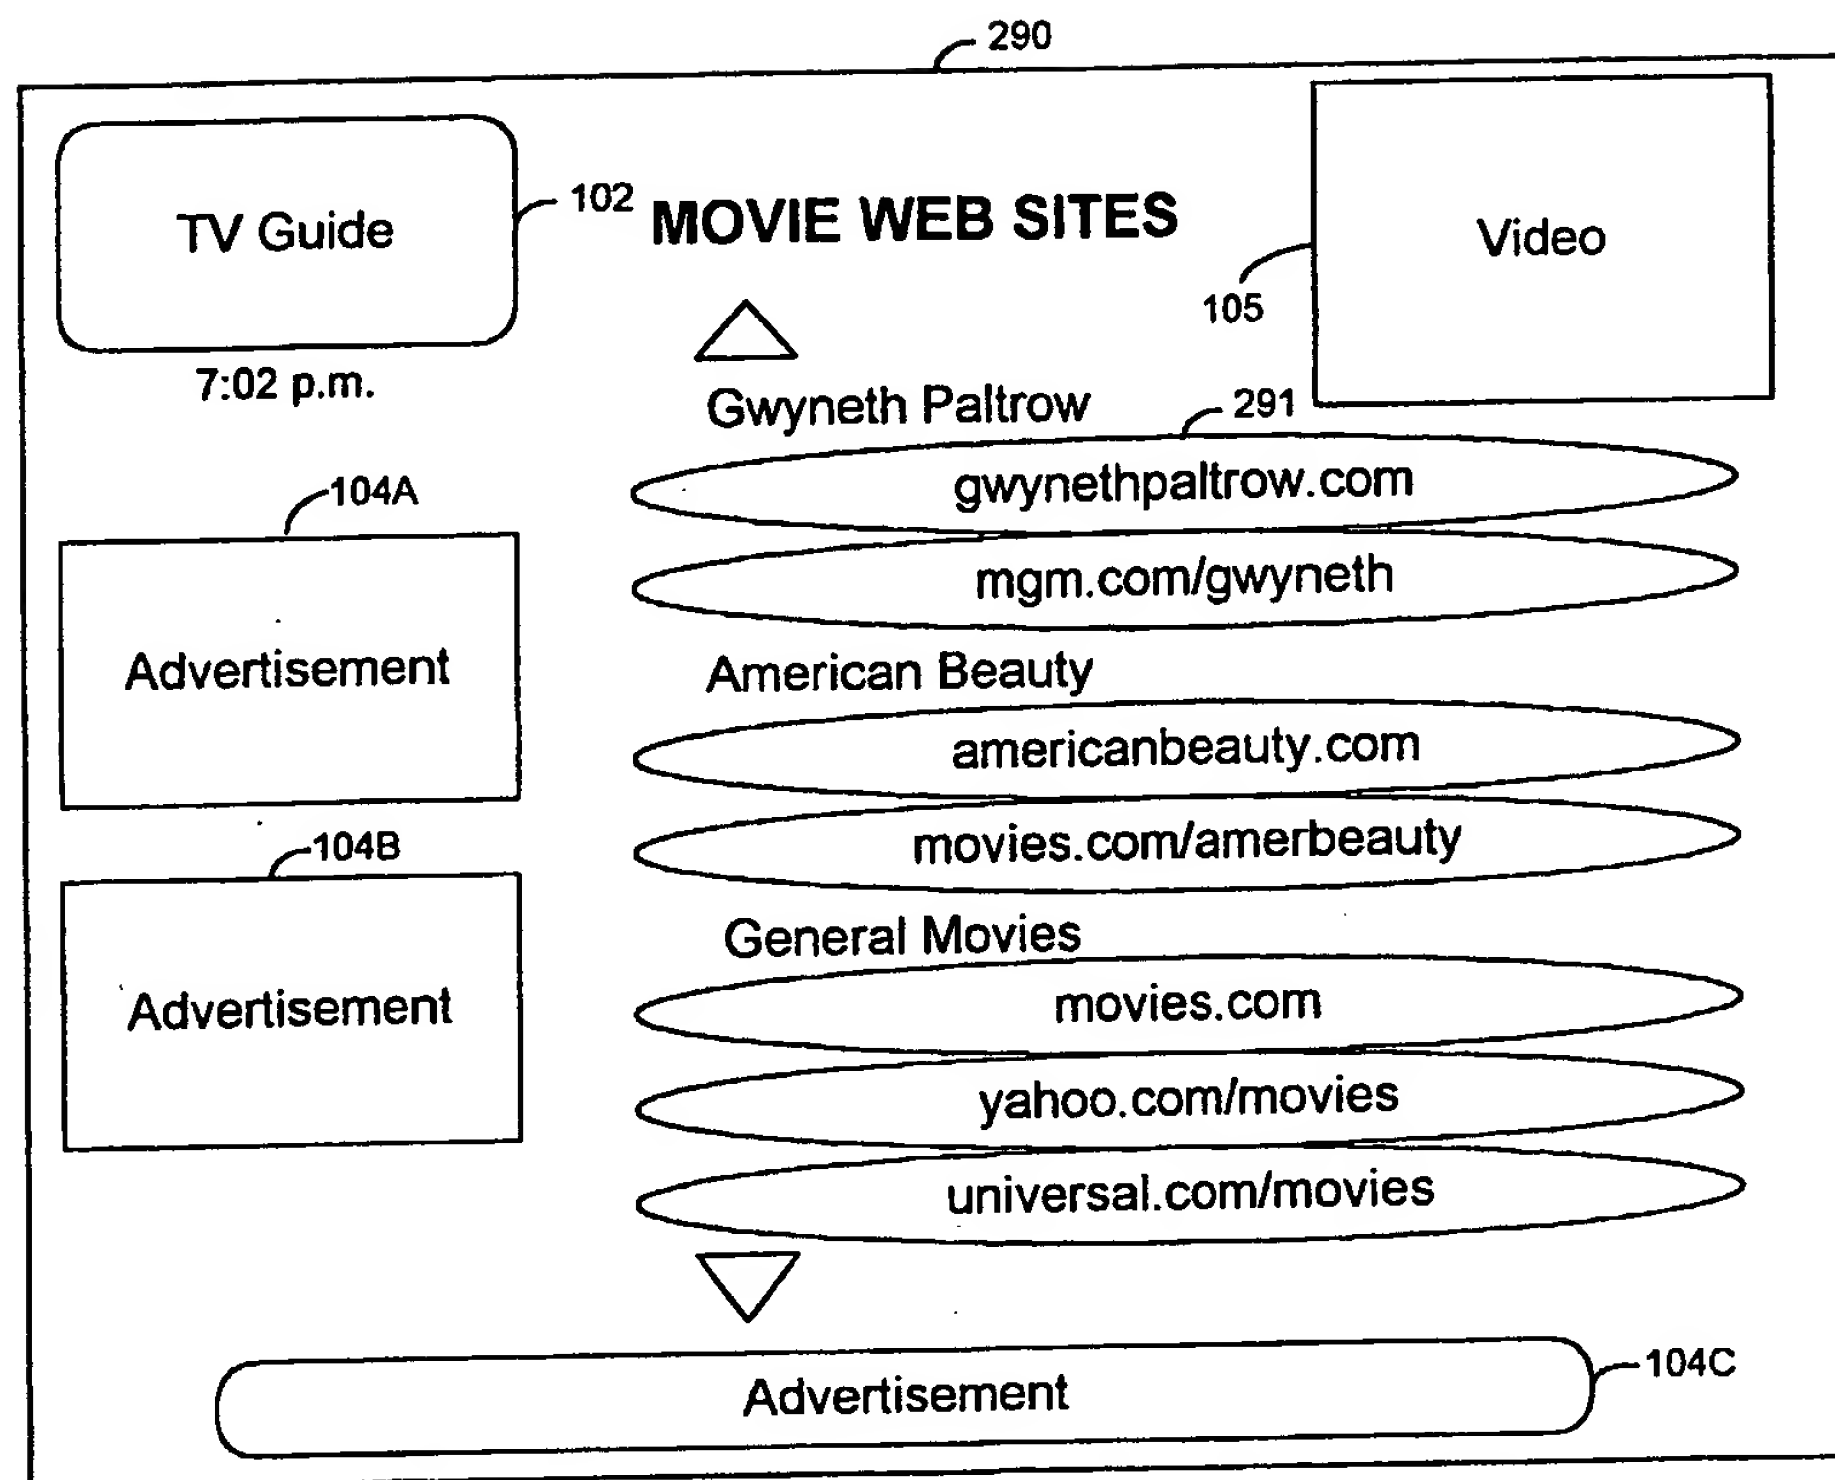 290
TV Guide
102
MOVIE WEB SITES
Video
105
7:02 p.m.
Gwyneth Paltrow
291
gwynethpaltrow.com
104A
mgm.com/gwyneth
Advertisement
American Beauty
americanbeauty.com
104B
movies.com/amerbeauty
General Movies
Advertisement
movies.com
yahoo.com/movies
universal.com/movies
Advertisement
104C